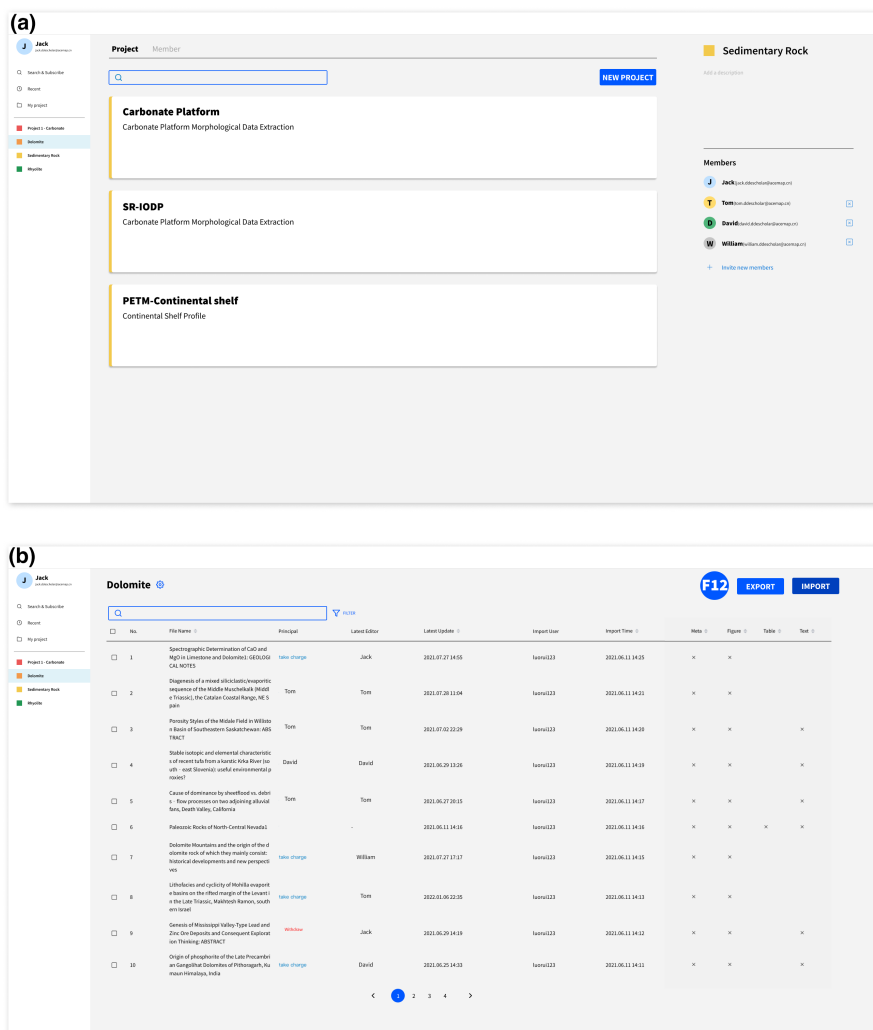 (a)
J Jack
Search & Subscribe
Recent
My project
Project 1 - Carbonate
Dolomite
Sedimentary Rock
Rhyolite
Project Member
NEW PROJECT
Carbonate Platform
Carbonate Platform Morphological Data Extraction
SR-IODP
Carbonate Platform Morphological Data Extraction
PETM-Continental shelf
Continental Shelf Profile
Sedimentary Rock
Add a description
Members
J Jack(jack.ddescholar@acemap.cn)
T Tom(tom.ddescholar@acemap.cn)
D David(david.ddescholar@acemap.cn)
W William(william.ddescholar@acemap.cn)
+ Invite new members
(b)
J Jack
Search & Subscribe
Recent
My project
Project 1 - Carbonate
Dolomite
Sedimentary Rock
Rhyolite
Dolomite
F12 EXPORT IMPORT
FILTER
No. File Name Principal Latest Editor Latest Update Import User Import Time Meta Figure Table Text
Spectrographic Determination of CaO and
1 MgO in Limestone and Dolomite1: GEOLOGI take charge Jack 2021.07.27 14:55 luorui123 2021.06.11 14:25 × ×
CAL NOTES
Diagenesis of a mixed siliciclastic/evaporitic
2 sequence of the Middle Muschelkalk (Middl Tom Tom 2021.07.28 11:04 luorui123 2021.06.11 14:21 × ×
e Triassic), the Catalan Coastal Range, NE S
pain
Porosity Styles of the Midale Field in Willisto
3 n Basin of Southeastern Saskatchewan: ABS Tom Tom 2021.07.02 22:29 luorui123 2021.06.11 14:20 × × ×
TRACT
Stable isotopic and elemental characteristic
4 s of recent tufa from a karstic Krka River (so David David 2021.06.29 13:26 luorui123 2021.06.11 14:19 × × ×
uth - east Slovenia): useful environmental p
roxies?
Cause of dominance by sheetflood vs. debri
5 s - flow processes on two adjoining alluvial Tom Tom 2021.06.27 20:15 luorui123 2021.06.11 14:17 × × ×
fans, Death Valley, California
6 Paleozoic Rocks of North-Central Nevada1 - 2021.06.11 14:16 luorui123 2021.06.11 14:16 × × × ×
Dolomite Mountains and the origin of the d
7 olomite rock of which they mainly consist: take charge William 2021.07.27 17:17 luorui123 2021.06.11 14:15 × ×
historical developments and new perspecti
ves
Lithofacies and cyclicity of Mohilla evaporit
8 e basins on the rifted margin of the Levant i take charge Tom 2022.01.06 22:35 luorui123 2021.06.11 14:13 × ×
n the Late Triassic, Makhtesh Ramon, south
ern Israel
Genesis of Mississippi Valley-Type Lead and
9 Zinc Ore Deposits and Consequent Explorat Withdraw Jack 2021.06.29 14:19 luorui123 2021.06.11 14:12 × × ×
ion Thinking: ABSTRACT
Origin of phosphorite of the Late Precambri
10 an Gangolihat Dolomites of Pithoragarh, Ku take charge David 2021.06.25 14:33 luorui123 2021.06.11 14:11 × × ×
maun Himalaya, India
< 1 2 3 4 >